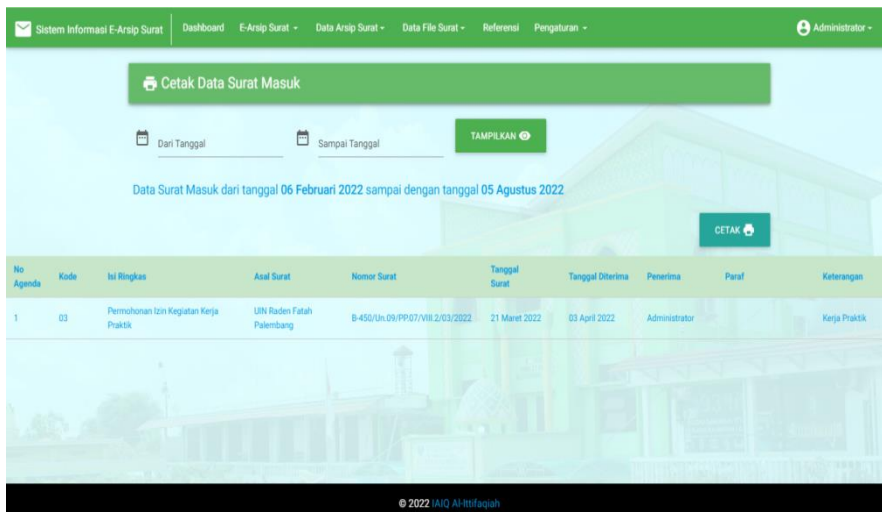 Sistem Informasi E-Arsip Surat Dashboard E-Arsip Surat Data Arsip Surat Data File Surat Referensi Pengaturan Administrator
Cetak Data Surat Masuk
Dari Tanggal Sampai Tanggal TAMPILKAN
Data Surat Masuk dari tanggal 06 Februari 2022 sampai dengan tanggal 05 Agustus 2022
CETAK
No Agenda Kode Isi Ringkas Asal Surat Nomor Surat Tanggal Surat Tanggal Diterima Penerima Paraf Keterangan
1 03 Permohonan Izin Kegiatan Kerja Praktik UIN Raden Fatah Palembang B-450/Un.09/PP.07/VIII.2/03/2022 21 Maret 2022 03 April 2022 Administrator Kerja Praktik
© 2022 IAIQ Al-Ittifaqiah